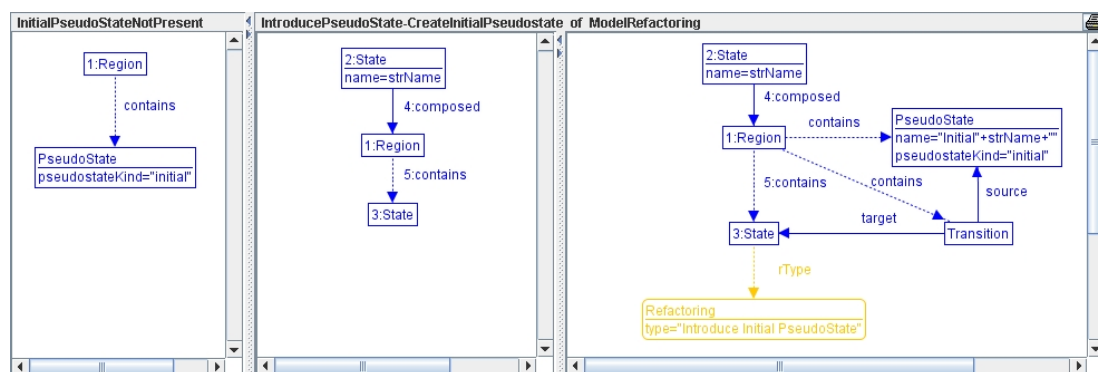 InitialPseudoStateNotPresent
1:Region
contains
PseudoState
pseudostateKind="initial"
IntroducePseudoState-CreateInitialPseudostate of ModelRefactoring
2:State
name=strName
4:composed
1:Region
5:contains
3:State
2:State
name=strName
4:composed
1:Region
contains
PseudoState
name="Initial"+strName+""
pseudostateKind="initial"
5:contains
contains
source
target
3:State
Transition
rType
Refactoring
type="Introduce Initial PseudoState"